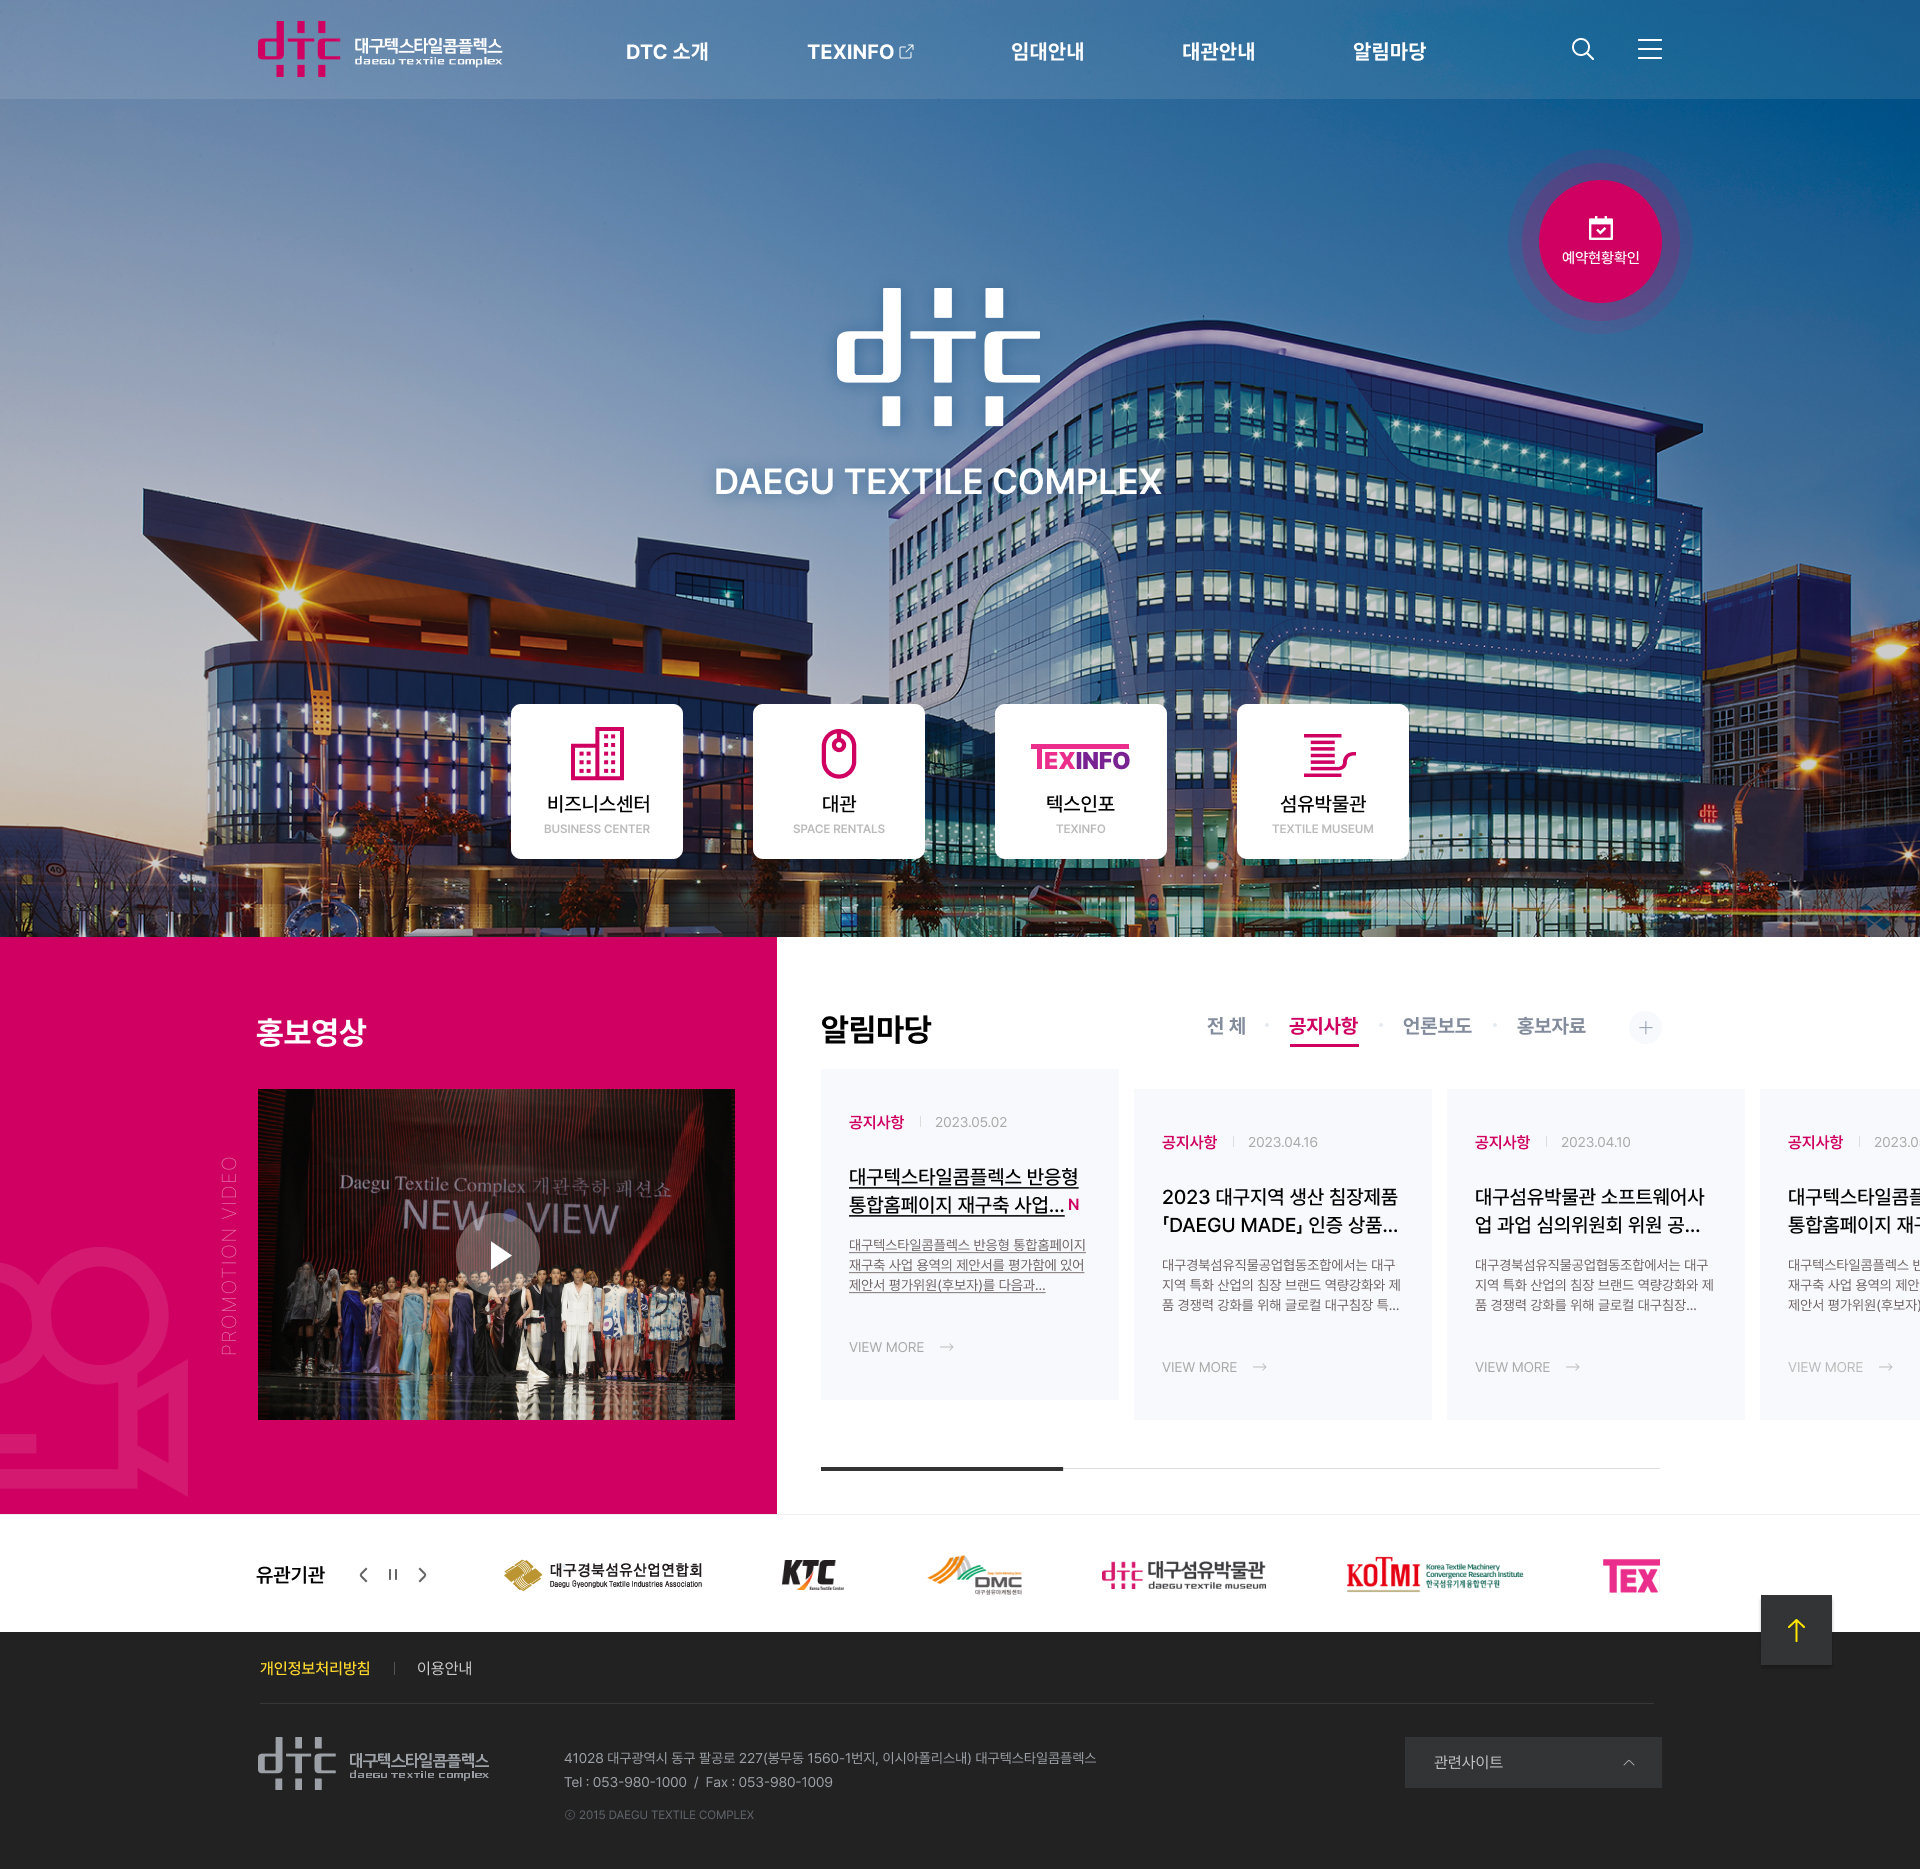 대구텍스타일콤플렉스
daegu textile complex
DTC 소개
TEXINFO
임대안내
대관안내
알림마당
예약현황확인
dtc
DAEGU TEXTILE COMPLEX
비즈니스센터
BUSINESS CENTER
대관
SPACE RENTALS
TEXINFO
텍스인포
TEXINFO
섬유박물관
TEXTILE MUSEUM
홍보영상
PROMOTION VIDEO
Daegu Textile Complex 개관축하 패션쇼
NEW VIEW
알림마당
전 체
공지사항
언론보도
홍보자료
공지사항
2023.05.02
대구텍스타일콤플렉스 반응형
통합홈페이지 재구축 사업... N
대구텍스타일콤플렉스 반응형 통합홈페이지
재구축 사업 용역의 제안서를 평가함에 있어
제안서 평가위원(후보자)를 다음과...
VIEW MORE
공지사항
2023.04.16
2023 대구지역 생산 침장제품
「DAEGU MADE」 인증 상품...
대구경북섬유직물공업협동조합에서는 대구
지역 특화 산업의 침장 브랜드 역량강화와 제
품 경쟁력 강화를 위해 글로컬 대구침장 특...
VIEW MORE
공지사항
2023.04.10
대구섬유박물관 소프트웨어사
업 과업 심의위원회 위원 공...
대구경북섬유직물공업협동조합에서는 대구
지역 특화 산업의 침장 브랜드 역량강화와 제
품 경쟁력 강화를 위해 글로컬 대구침장...
VIEW MORE
공지사항
2023.0
대구텍스타일콤플
통합홈페이지 재구
대구텍스타일콤플렉스 반
재구축 사업 용역의 제안
제안서 평가위원(후보자)
VIEW MORE
유관기관
대구경북섬유산업연합회
Daegu Gyeongbuk Textile Industries Association
KTC
Korea Textile Center
DMC
대구섬유마케팅센터
dtc 대구섬유박물관
daegu textile museum
KOTMI
Korea Textile Machinery
Convergence Research Institute
한국섬유기계융합연구원
TEX
개인정보처리방침
이용안내
dtc 대구텍스타일콤플렉스
daegu textile complex
41028 대구광역시 동구 팔공로 227(봉무동 1560-1번지, 이시아폴리스내) 대구텍스타일콤플렉스
Tel : 053-980-1000 / Fax : 053-980-1009
ⓒ 2015 DAEGU TEXTILE COMPLEX
관련사이트